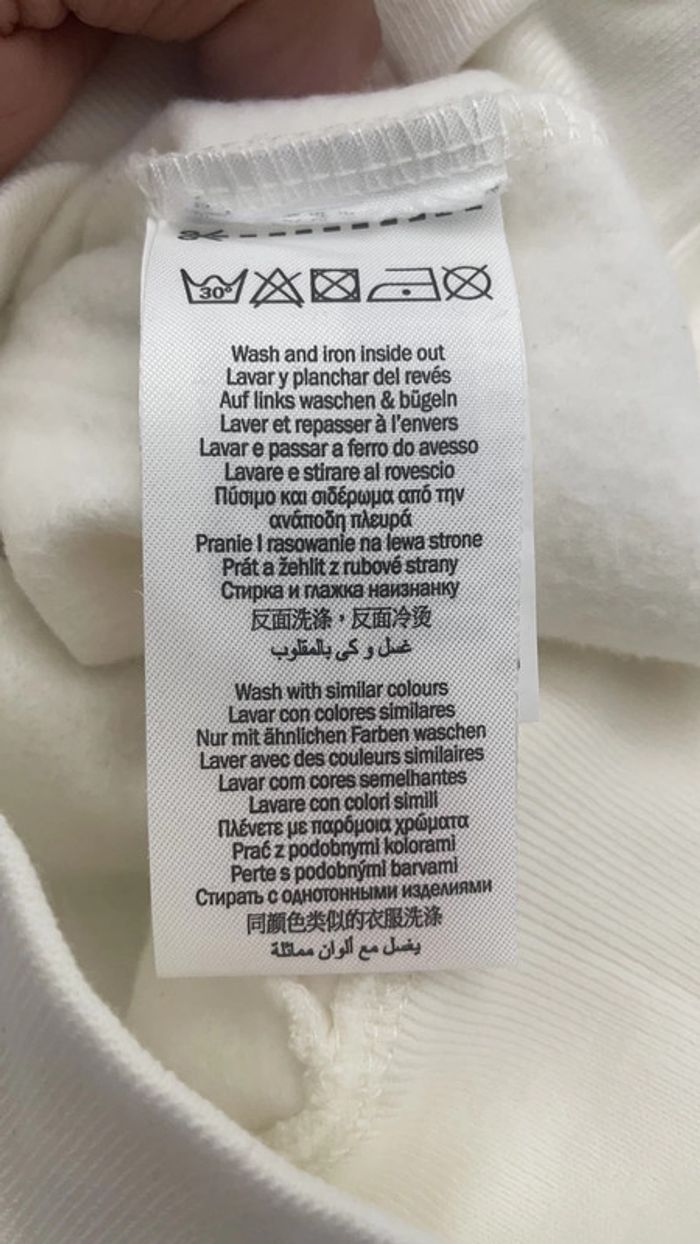 30°
Wash and iron inside out
Lavar y planchar del revés
Auf links waschen & bügeln
Laver et repasser à l'envers
Lavar e passar a ferro do avesso
Lavare e stirare al rovescio
Πύσιμο και σιδέρωμα από την
ανάποδη πλευρά
Pranie I rasowanie na lewa strone
Prát a žehlit z rubové strany
Стирка и глажка наизнанку
反面洗涤，反面冷烫
غسل و كي بالمقلوب
Wash with similar colours
Lavar con colores similares
Nur mit ähnlichen Farben waschen
Laver avec des couleurs similaires
Lavar com cores semelhantes
Lavare con colori simili
Πλένετε με παρόμοια χρώματα
Prać z podobnymi kolorami
Perte s podobnými barvami
Стирать с однотонными изделиями
同颜色类似的衣服洗涤
يغسل مع ألوان مماثلة